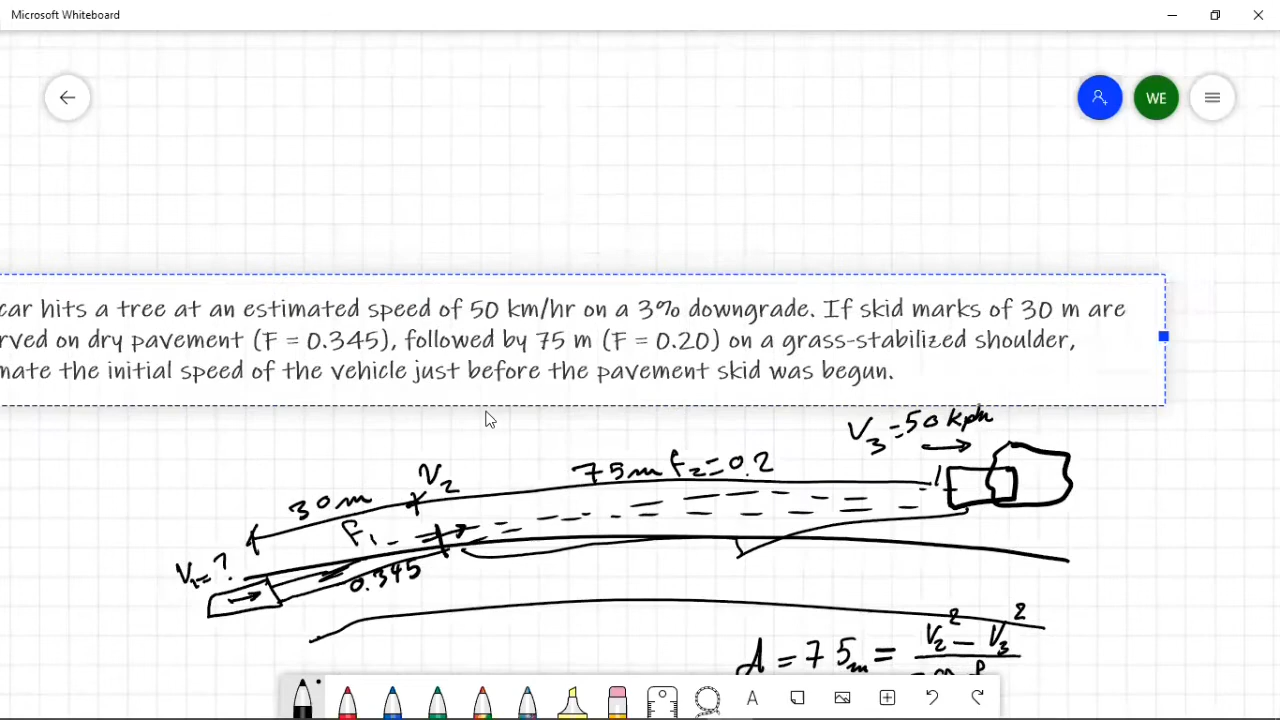 Microsoft Whiteboard
WE
car hits a tree at an estimated speed of 50 km/hr on a 3% downgrade. If skid marks of 30 m are
rved on dry pavement (F = 0.345), followed by 75 m (F = 0.20) on a grass-stabilized shoulder,
mate the initial speed of the vehicle just before the pavement skid was begun.
V3 = 50 kph
V2
75m f2 = 0.2
30m
f1 =
V1 = ?
0.345
d = 75m = V2² - V3²
A